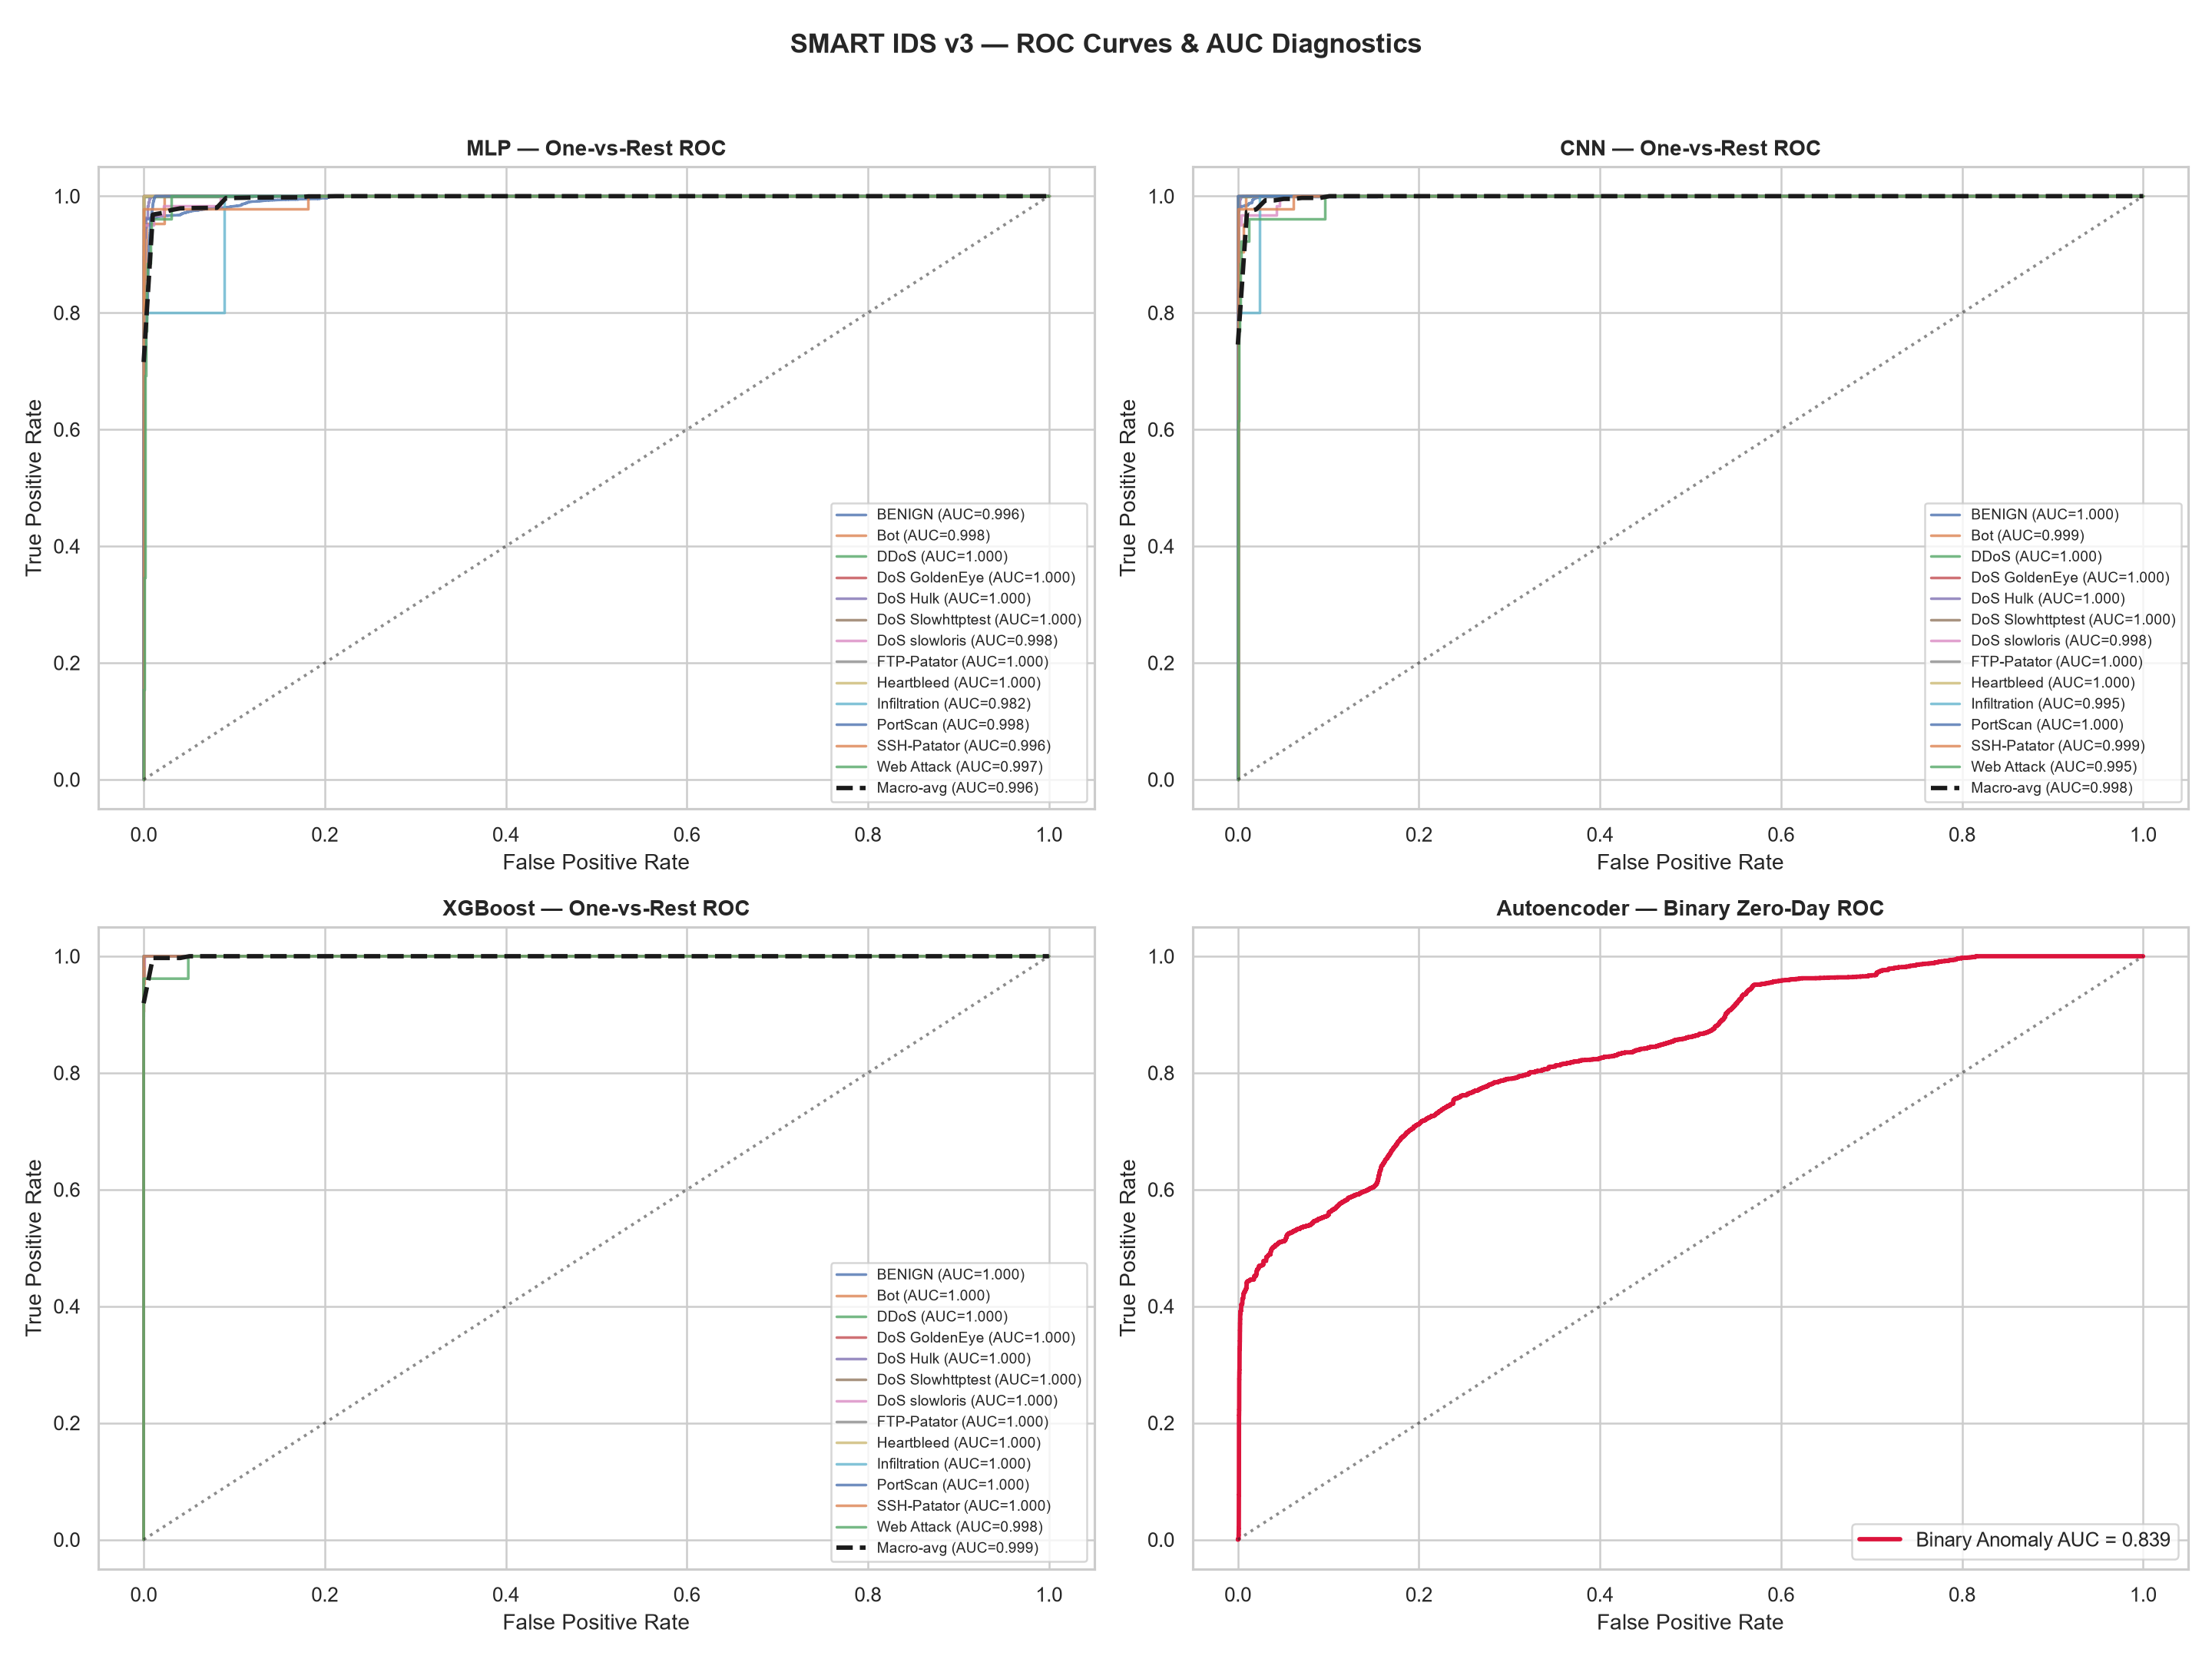 SMART IDS v3 — ROC Curves & AUC Diagnostics
MLP — One-vs-Rest ROC
True Positive Rate
1.0
0.8
0.6
0.4
0.2
0.0
BENIGN (AUC=0.996)
Bot (AUC=0.998)
DDoS (AUC=1.000)
DoS GoldenEye (AUC=1.000)
DoS Hulk (AUC=1.000)
DoS Slowhttptest (AUC=1.000)
DoS slowloris (AUC=0.998)
FTP-Patator (AUC=1.000)
Heartbleed (AUC=1.000)
Infiltration (AUC=0.982)
PortScan (AUC=0.998)
SSH-Patator (AUC=0.996)
Web Attack (AUC=0.997)
Macro-avg (AUC=0.996)
0.0 0.2 0.4 0.6 0.8 1.0
False Positive Rate
CNN — One-vs-Rest ROC
True Positive Rate
1.0
0.8
0.6
0.4
0.2
0.0
BENIGN (AUC=1.000)
Bot (AUC=0.999)
DDoS (AUC=1.000)
DoS GoldenEye (AUC=1.000)
DoS Hulk (AUC=1.000)
DoS Slowhttptest (AUC=1.000)
DoS slowloris (AUC=0.998)
FTP-Patator (AUC=1.000)
Heartbleed (AUC=1.000)
Infiltration (AUC=0.995)
PortScan (AUC=1.000)
SSH-Patator (AUC=0.999)
Web Attack (AUC=0.995)
Macro-avg (AUC=0.998)
0.0 0.2 0.4 0.6 0.8 1.0
False Positive Rate
XGBoost — One-vs-Rest ROC
True Positive Rate
1.0
0.8
0.6
0.4
0.2
0.0
BENIGN (AUC=1.000)
Bot (AUC=1.000)
DDoS (AUC=1.000)
DoS GoldenEye (AUC=1.000)
DoS Hulk (AUC=1.000)
DoS Slowhttptest (AUC=1.000)
DoS slowloris (AUC=1.000)
FTP-Patator (AUC=1.000)
Heartbleed (AUC=1.000)
Infiltration (AUC=1.000)
PortScan (AUC=1.000)
SSH-Patator (AUC=1.000)
Web Attack (AUC=0.998)
Macro-avg (AUC=0.999)
0.0 0.2 0.4 0.6 0.8 1.0
False Positive Rate
Autoencoder — Binary Zero-Day ROC
True Positive Rate
1.0
0.8
0.6
0.4
0.2
0.0
Binary Anomaly AUC = 0.839
0.0 0.2 0.4 0.6 0.8 1.0
False Positive Rate